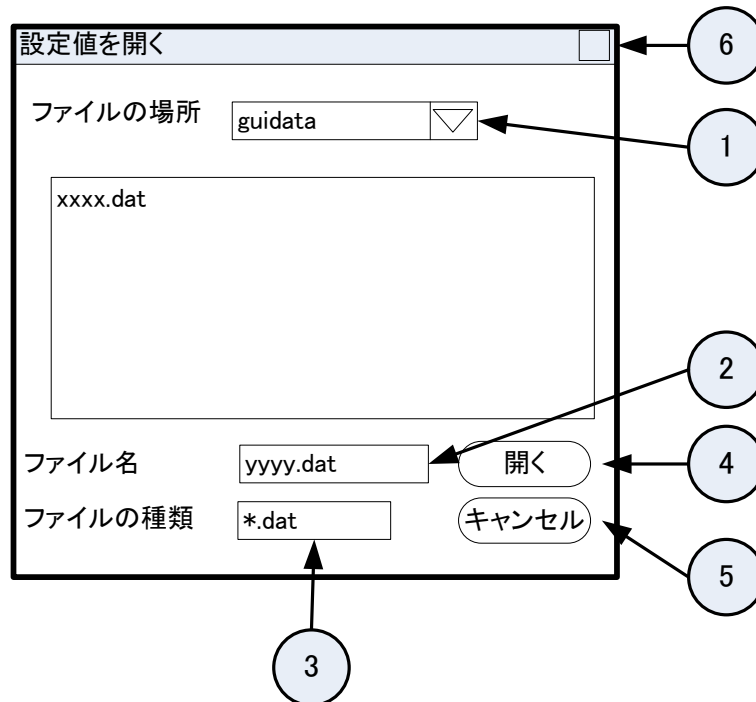 設定値を開く
6
ファイルの場所
guidata
1
xxxx.dat
2
ファイル名
yyyy.dat
開く
4
ファイルの種類
*.dat
キャンセル
5
3